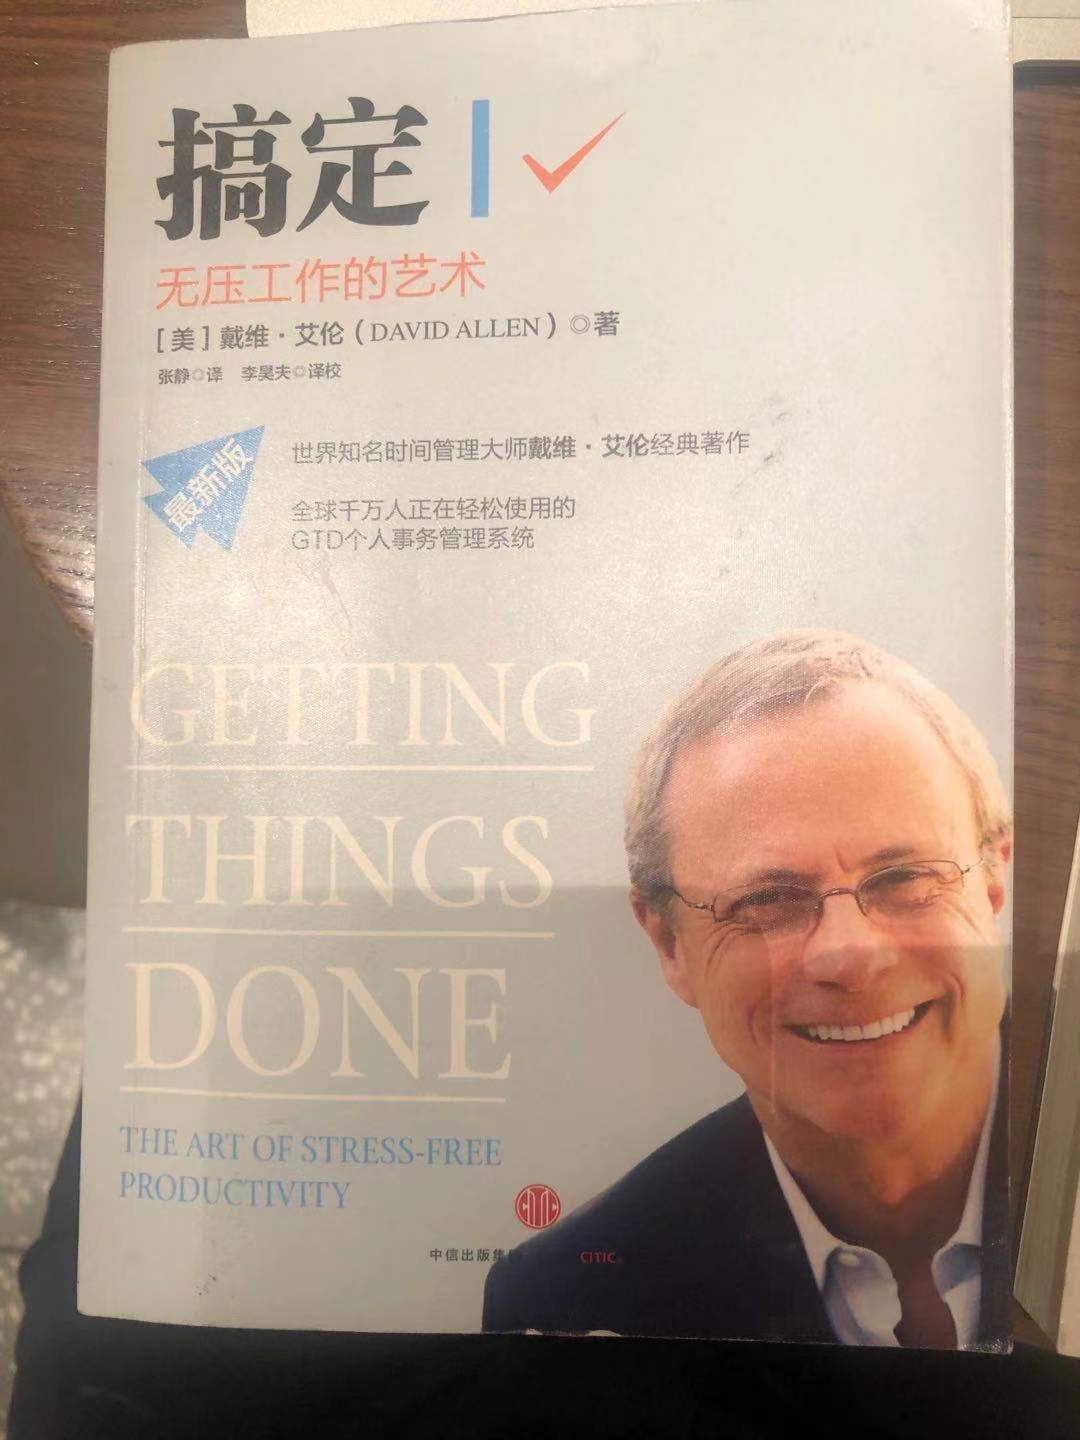 搞定 I
无压工作的艺术
[美]戴维·艾伦(DAVID ALLEN)◎著
张静◎译 李昊夫◎译校
最新版
世界知名时间管理大师戴维·艾伦经典著作
全球千万人正在轻松使用的
GTD个人事务管理系统
GETTING
THINGS
DONE
THE ART OF STRESS-FREE
PRODUCTIVITY
中信出版集团 CITIC